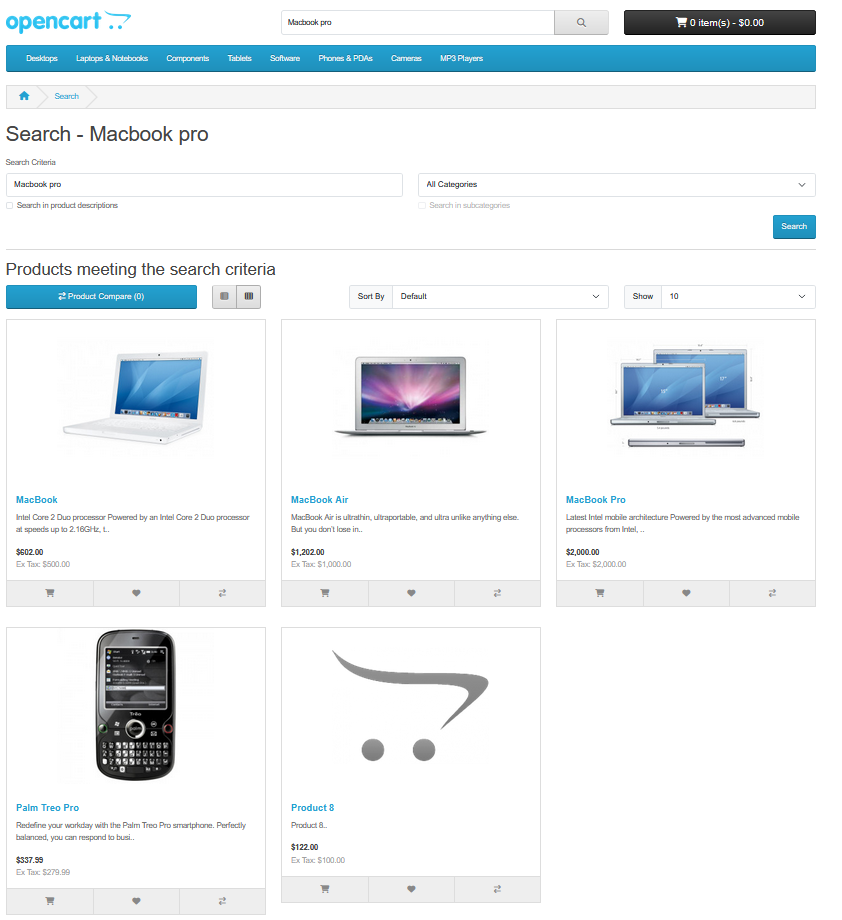 opencart
Macbook pro
0 item(s) - $0.00
Desktops Laptops & Notebooks Components Tablets Software Phones & PDAs Cameras MP3 Players
Search
Search - Macbook pro
Search Criteria
Macbook pro
All Categories
Search in product descriptions
Search in subcategories
Search
Products meeting the search criteria
Product Compare (0)
Sort By Default
Show 10
MacBook
Intel Core 2 Duo processor Powered by an Intel Core 2 Duo processor
at speeds up to 2.16GHz, t..
$602.00
Ex Tax: $500.00
MacBook Air
MacBook Air is ultrathin, ultraportable, and ultra unlike anything else.
But you don't lose in..
$1,202.00
Ex Tax: $1,000.00
MacBook Pro
Latest Intel mobile architecture Powered by the most advanced mobile
processors from Intel, ..
$2,000.00
Ex Tax: $2,000.00
Palm Treo Pro
Redefine your workday with the Palm Treo Pro smartphone. Perfectly
balanced, you can respond to busi..
$337.99
Ex Tax: $279.99
Product 8
Product 8..
$122.00
Ex Tax: $100.00